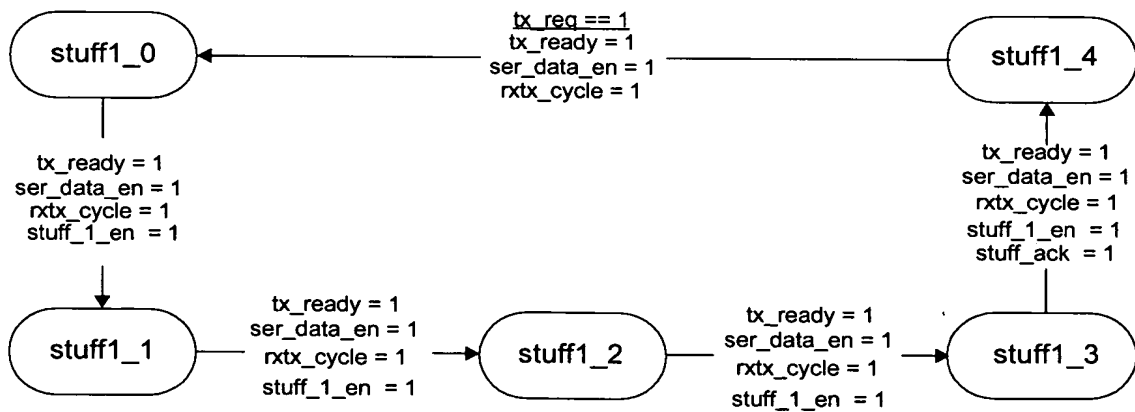 tx_req == 1
tx_ready = 1
ser_data_en = 1
rxtx_cycle = 1
stuff1_0
stuff1_4
tx_ready = 1
ser_data_en = 1
rxtx_cycle = 1
stuff_1_en = 1
tx_ready = 1
ser_data_en = 1
rxtx_cycle = 1
stuff_1_en = 1
stuff_ack = 1
stuff1_1
tx_ready = 1
ser_data_en = 1
rxtx_cycle = 1
stuff_1_en = 1
stuff1_2
tx_ready = 1
ser_data_en = 1
rxtx_cycle = 1
stuff_1_en = 1
stuff1_3